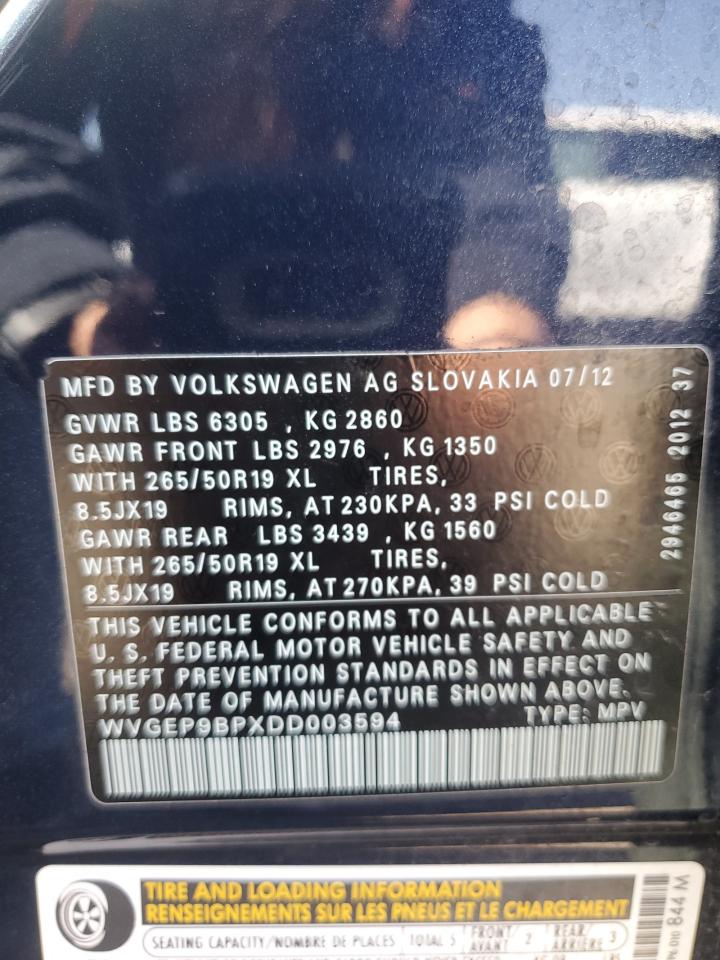 MFD BY VOLKSWAGEN AG SLOVAKIA 07/12
GVWR LBS 6305 , KG 2860
GAWR FRONT LBS 2976 , KG 1350
WITH 265/50R19 XL TIRES,
8.5JX19 RIMS, AT 230KPA, 33 PSI COLD
GAWR REAR LBS 3439 , KG 1560
WITH 265/50R19 XL TIRES,
8.5JX19 RIMS, AT 270KPA, 39 PSI COLD
2946465 2012 37
THIS VEHICLE CONFORMS TO ALL APPLICABLE
U. S. FEDERAL MOTOR VEHICLE SAFETY AND
THEFT PREVENTION STANDARDS IN EFFECT ON
THE DATE OF MANUFACTURE SHOWN ABOVE.
WVGEP9BPXDD003594 TYPE: MPV
TIRE AND LOADING INFORMATION
RENSEIGNEMENTS SUR LES PNEUS ET LE CHARGEMENT
SEATING CAPACITY/NOMBRE DE PLACES TOTAL 5 FRONT AVANT 2 REAR ARRIÈRE 3
844 M